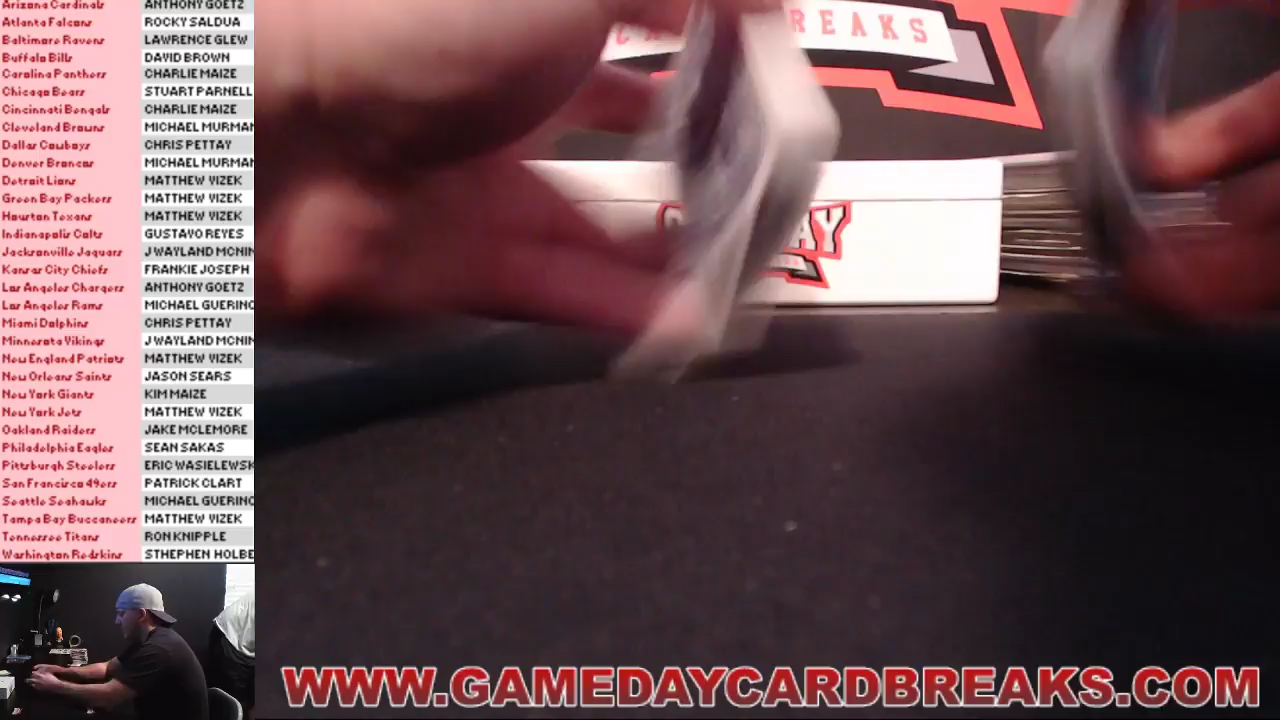 Arizona Cardinals ANTHONY GOETZ
Atlanta Falcons ROCKY SALDUA
Baltimore Ravens LAWRENCE GLEW
Buffalo Bills DAVID BROWN
Carolina Panthers CHARLIE MAIZE
Chicago Bears STUART PARNELL
Cincinnati Bengals CHARLIE MAIZE
Cleveland Browns MICHAEL MURMAN
Dallas Cowboys CHRIS PETTAY
Denver Broncos MICHAEL MURMAN
Detroit Lions MATTHEW VIZEK
Green Bay Packers MATTHEW VIZEK
Houston Texans MATTHEW VIZEK
Indianapolis Colts GUSTAVO REYES
Jacksonville Jaguars J WAYLAND MCNIN
Kansas City Chiefs FRANKIE JOSEPH
Los Angeles Chargers ANTHONY GOETZ
Los Angeles Rams MICHAEL GUERINO
Miami Dolphins CHRIS PETTAY
Minnesota Vikings J WAYLAND MCNIN
New England Patriots MATTHEW VIZEK
New Orleans Saints JASON SEARS
New York Giants KIM MAIZE
New York Jets MATTHEW VIZEK
Oakland Raiders JAKE MCLEMORE
Philadelphia Eagles SEAN SAKAS
Pittsburgh Steelers ERIC WASIELEWSK
San Francisco 49ers PATRICK CLART
Seattle Seahawks MICHAEL GUERINO
Tampa Bay Buccaneers MATTHEW VIZEK
Tennessee Titans RON KNIPPLE
Washington Redskins STHEPHEN HOLBE
BREAKS
WWW.GAMEDAYCARDBREAKS.COM